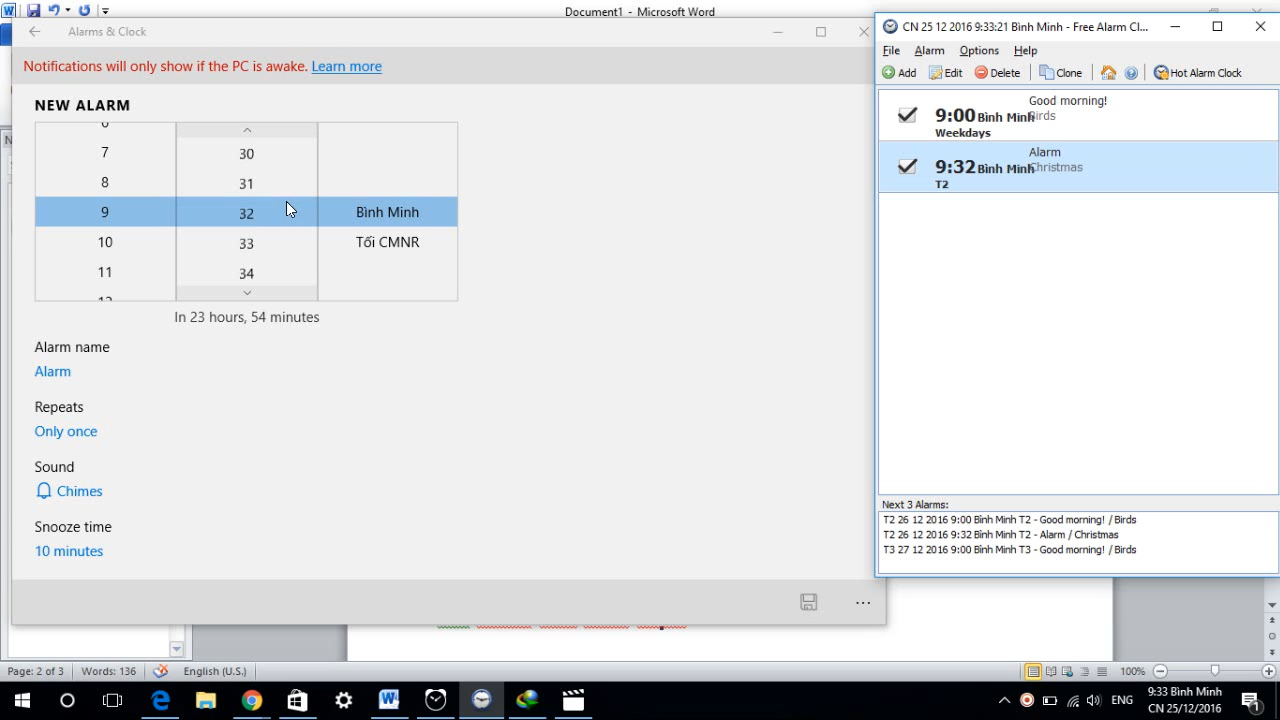 Document1 - Microsoft Word
Alarms & Clock
Notifications will only show if the PC is awake. Learn more
NEW ALARM
7
8
9
10
11
12
30
31
32
33
34
Bình Minh
Tối CMNR
In 23 hours, 54 minutes
Alarm name
Alarm
Repeats
Only once
Sound
Chimes
Snooze time
10 minutes
CN 25 12 2016 9:33:21 Bình Minh - Free Alarm Cl...
File Alarm Options Help
Add Edit Delete Clone Hot Alarm Clock
Good morning!
9:00 Bình Minh Birds
Weekdays
Alarm
9:32 Bình Minh Christmas
T2
Next 3 Alarms:
T2 26 12 2016 9:00 Bình Minh T2 - Good morning! / Birds
T2 26 12 2016 9:32 Bình Minh T2 - Alarm / Christmas
T3 27 12 2016 9:00 Bình Minh T3 - Good morning! / Birds
Page: 2 of 3 Words: 136 English (U.S.) 100%
ENG 9:33 Bình Minh
CN 25/12/2016